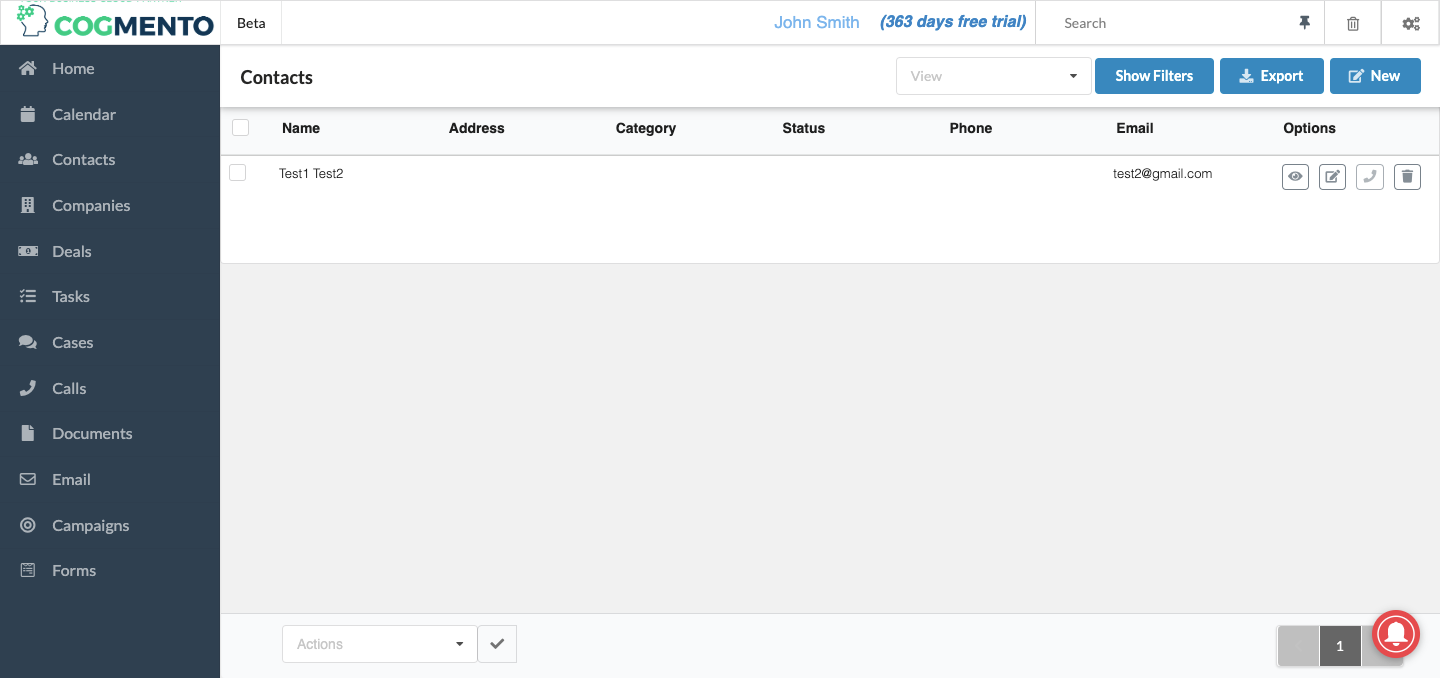 COGMENTO
Beta
John Smith (363 days free trial)
Search
Home
Calendar
Contacts
Companies
Deals
Tasks
Cases
Calls
Documents
Email
Campaigns
Forms
Contacts
View
Show Filters
Export
New
Name Address Category Status Phone Email Options
Test1 Test2 test2@gmail.com
Actions
1